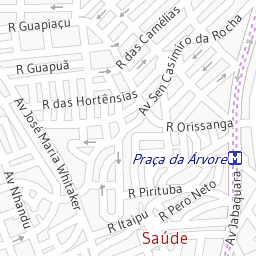 R Guapiaçu
R das Camélias
Av Sen Casimiro da Rocha
R Guapuã
R das Hortênsias
R Orissanga
Av José Maria Whitaker
Praça da Árvore
Av Nhandu
R Pirituba
R Pero Neto
R Itaipu
Av Jabaquara
Saúde